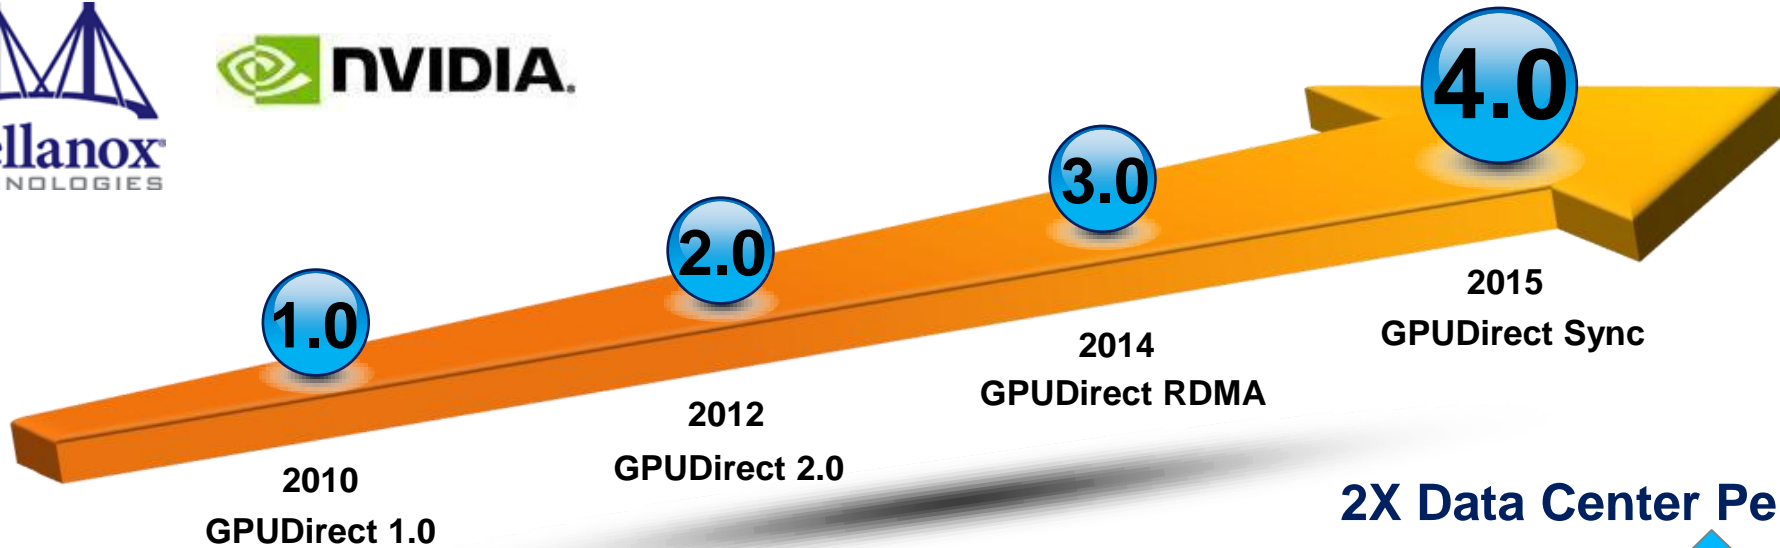 NVIDIA.
ellanox
NOLOGIES
4.0
3.0
2.0
1.0
2015
GPUDirect Sync
2014
GPUDirect RDMA
2012
GPUDirect 2.0
2010
GPUDirect 1.0
2X Data Center Pe